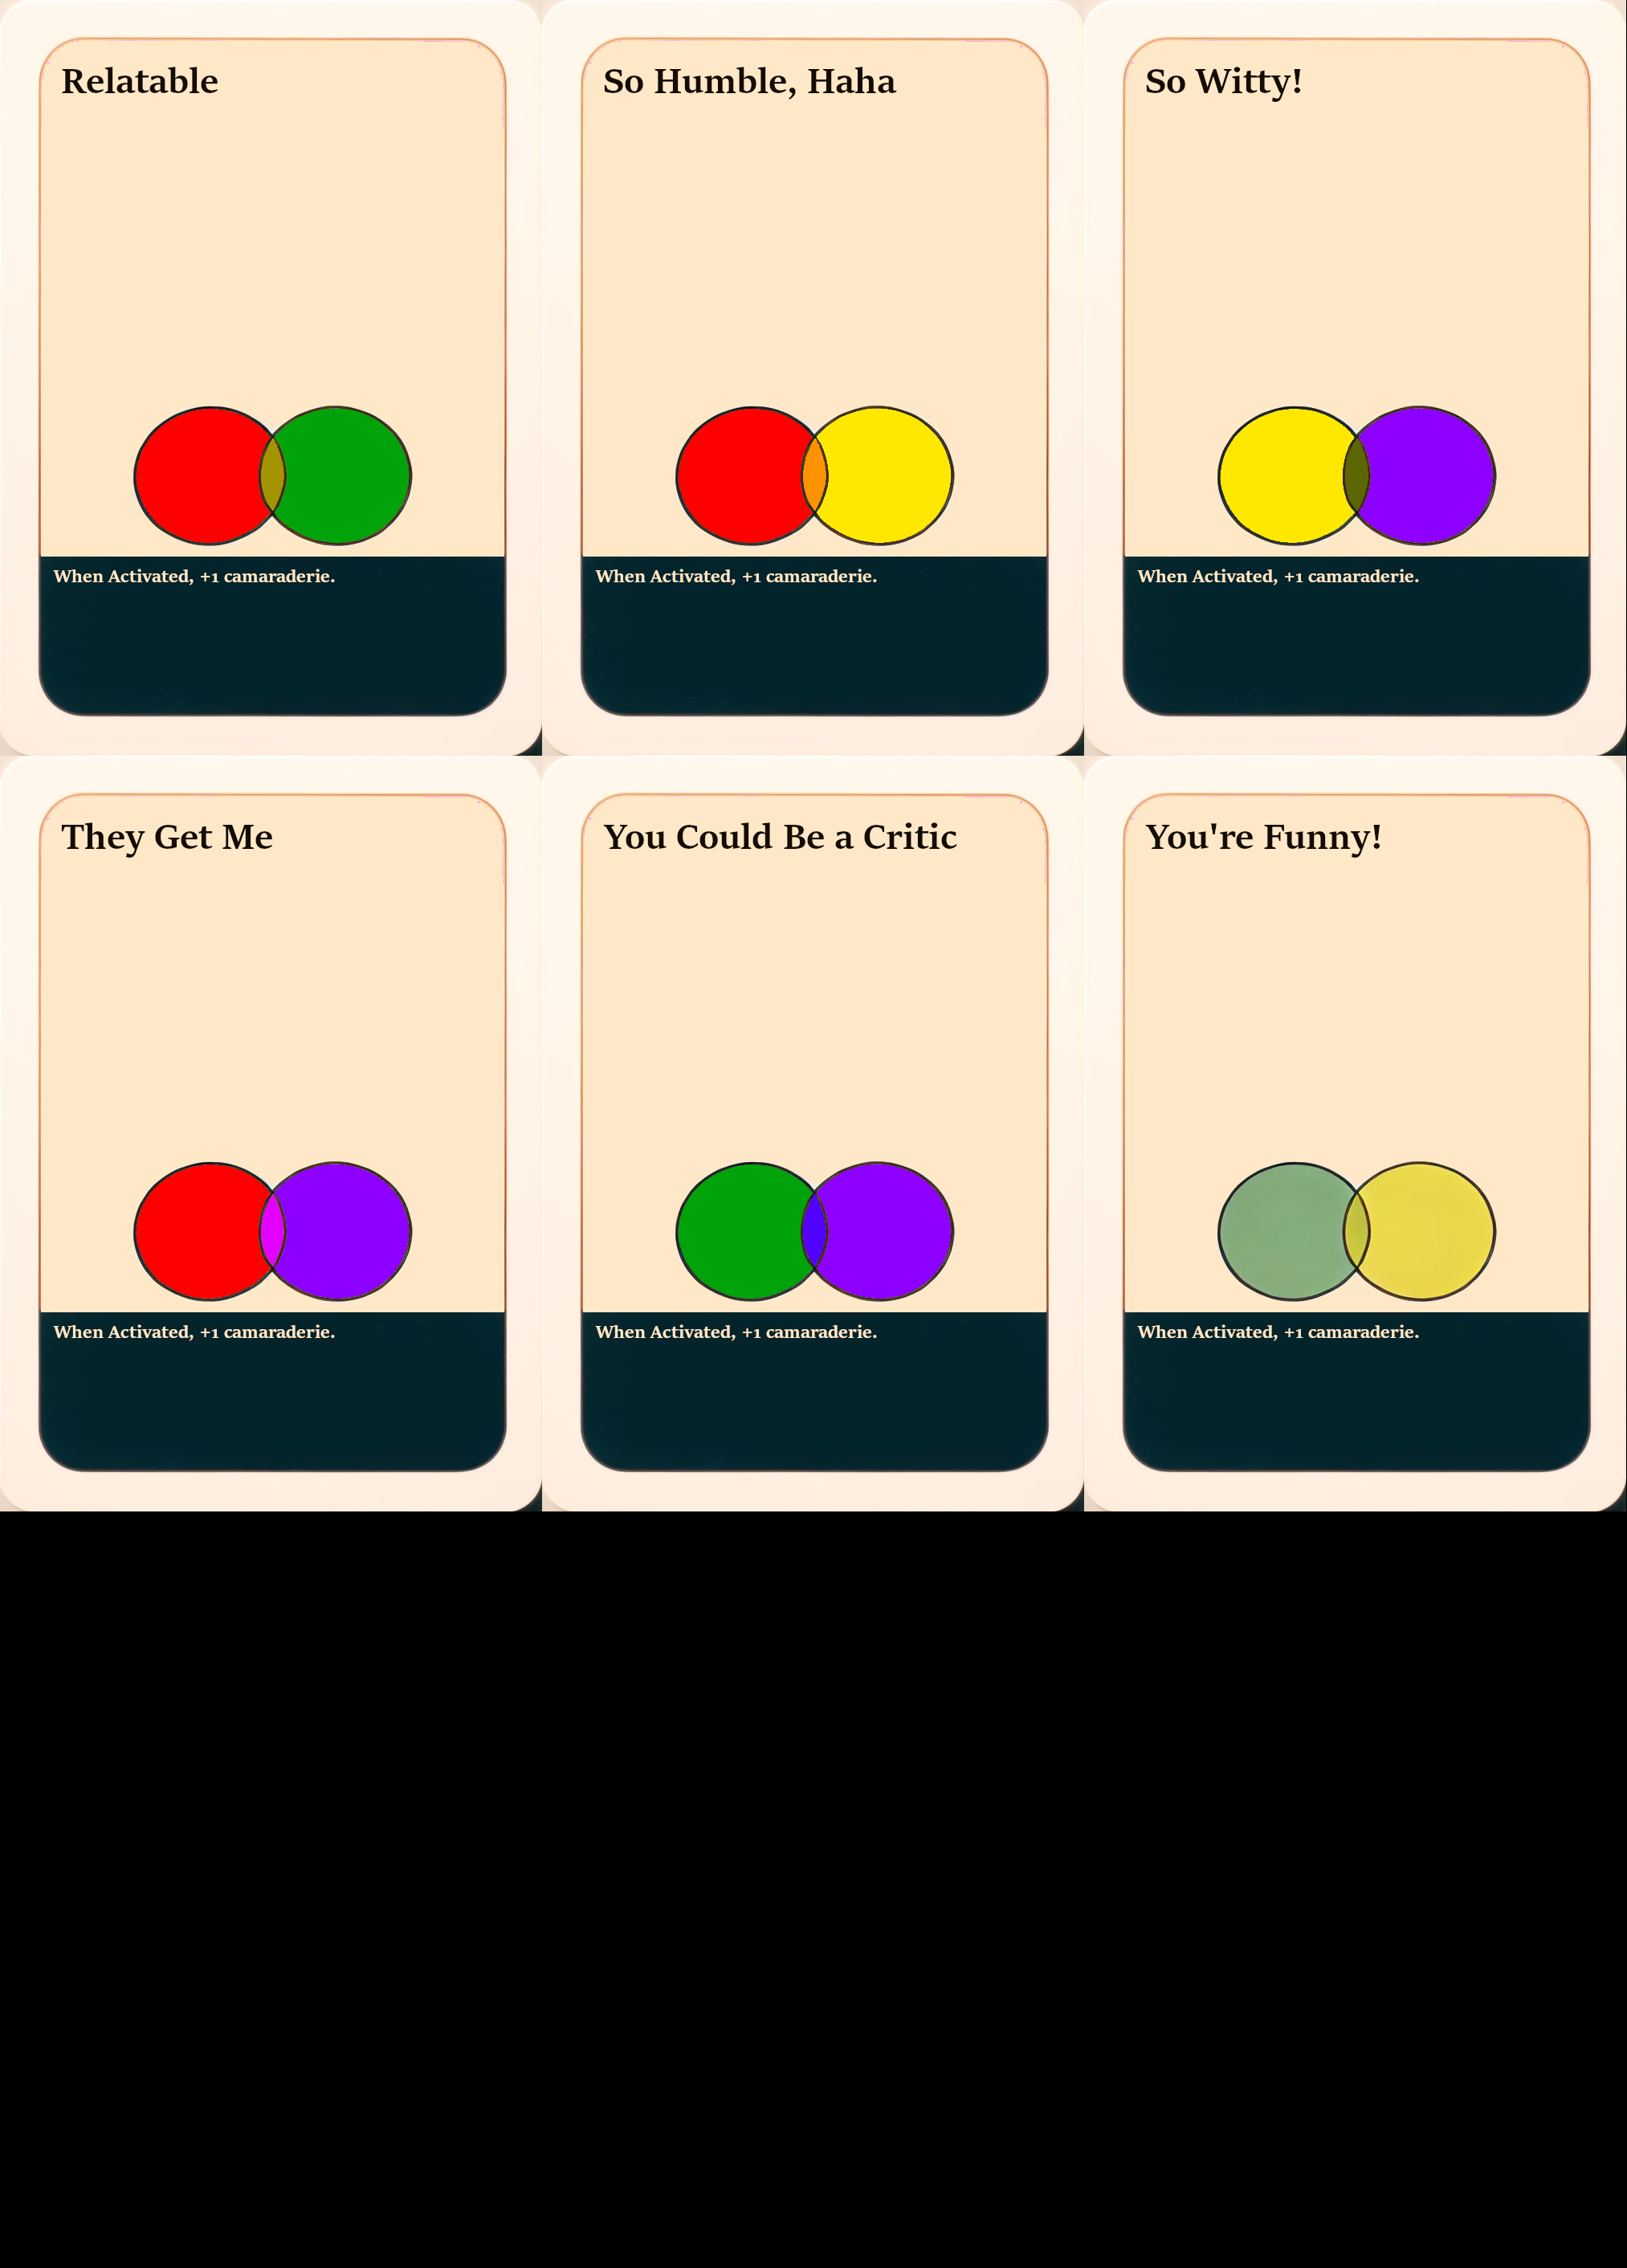 Relatable
So Humble, Haha
So Witty!
When Activated, +1 camaraderie.
When Activated, +1 camaraderie.
When Activated, +1 camaraderie.
They Get Me
You Could Be a Critic
You're Funny!
When Activated, +1 camaraderie.
When Activated, +1 camaraderie.
When Activated, +1 camaraderie.